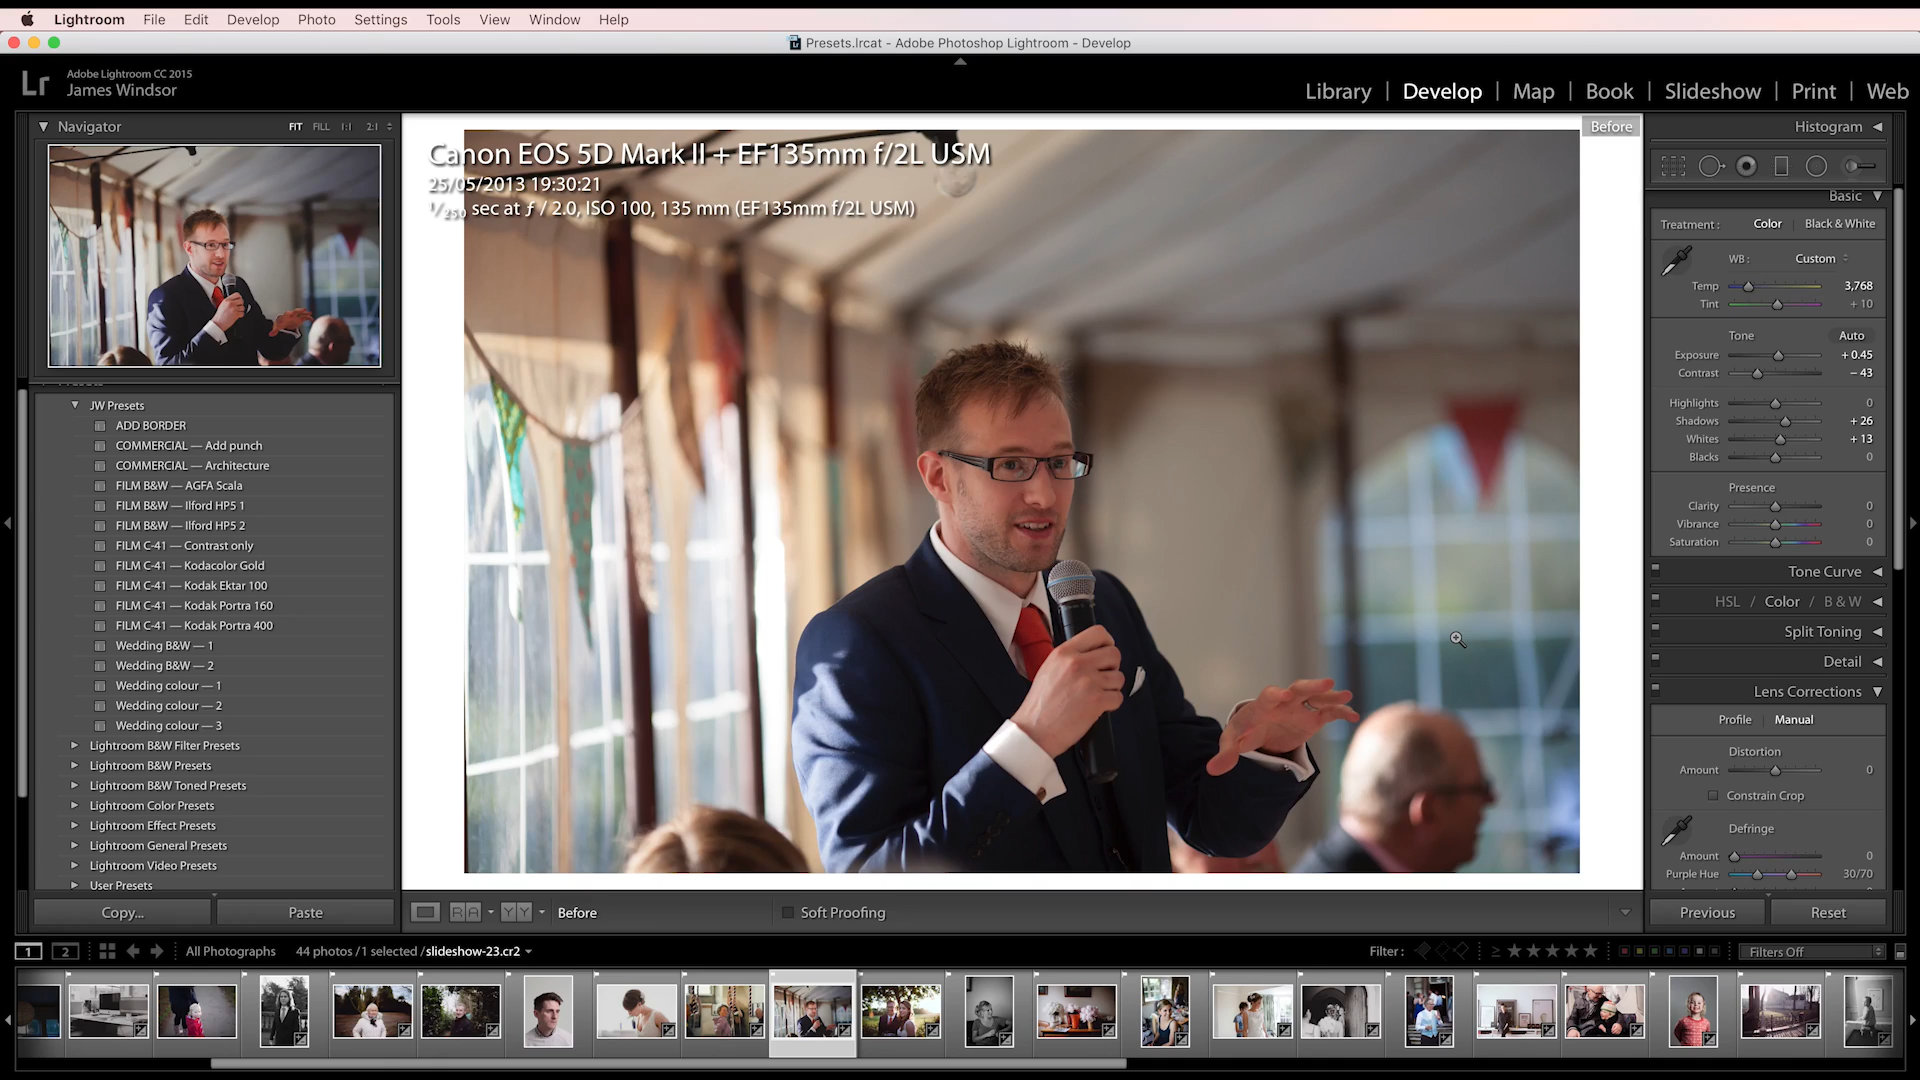 Lightroom File Edit Develop Photo Settings Tools View Window Help
Presets.lrcat - Adobe Photoshop Lightroom - Develop
Lr
Adobe Lightroom CC 2015
James Windsor
Library | Develop | Map | Book | Slideshow | Print | Web
Navigator FIT FILL 1:1 2:1
JW Presets
ADD BORDER
COMMERCIAL — Add punch
COMMERCIAL — Architecture
FILM B&W — AGFA Scala
FILM B&W — Ilford HP5 1
FILM B&W — Ilford HP5 2
FILM C-41 — Contrast only
FILM C-41 — Kodacolor Gold
FILM C-41 — Kodak Ektar 100
FILM C-41 — Kodak Portra 160
FILM C-41 — Kodak Portra 400
Wedding B&W — 1
Wedding B&W — 2
Wedding colour — 1
Wedding colour — 2
Wedding colour — 3
Lightroom B&W Filter Presets
Lightroom B&W Presets
Lightroom B&W Toned Presets
Lightroom Color Presets
Lightroom Effect Presets
Lightroom General Presets
Lightroom Video Presets
User Presets
Copy... Paste
Before
Canon EOS 5D Mark II + EF135mm f/2L USM
25/05/2013 19:30:21
1/250 sec at ƒ / 2.0, ISO 100, 135 mm (EF135mm f/2L USM)
Histogram
Basic
Treatment : Color | Black & White
WB : Custom
Temp 3,768
Tint + 10
Tone Auto
Exposure + 0.45
Contrast – 43
Highlights 0
Shadows + 26
Whites + 13
Blacks 0
Presence
Clarity 0
Vibrance 0
Saturation 0
Tone Curve
HSL / Color / B & W
Split Toning
Detail
Lens Corrections
Profile | Manual
Distortion
Amount 0
Constrain Crop
Defringe
Amount 0
Purple Hue 30/70
Previous Reset
RA YY Before Soft Proofing
1 2 All Photographs 44 photos / 1 selected / slideshow-23.cr2 Filter : ≥ Filters Off